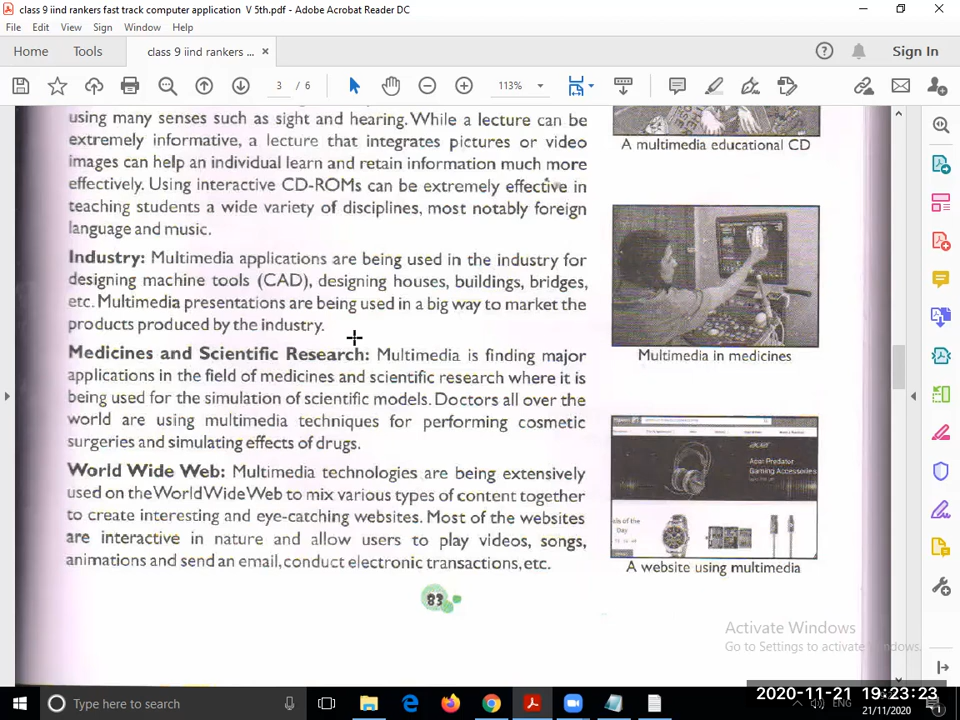 class 9 iind rankers fast track computer application V 5th.pdf - Adobe Acrobat Reader DC
File Edit View Sign Window Help
Home Tools class 9 iind rankers ... Sign In
3 / 6 113%
using many senses such as sight and hearing. While a lecture can be
extremely informative, a lecture that integrates pictures or video
images can help an individual learn and retain information much more
effectively. Using interactive CD-ROMs can be extremely effective in
teaching students a wide variety of disciplines, most notably foreign
language and music.
Industry: Multimedia applications are being used in the industry for
designing machine tools (CAD), designing houses, buildings, bridges,
etc. Multimedia presentations are being used in a big way to market the
products produced by the industry.
Medicines and Scientific Research: Multimedia is finding major
applications in the field of medicines and scientific research where it is
being used for the simulation of scientific models. Doctors all over the
world are using multimedia techniques for performing cosmetic
surgeries and simulating effects of drugs.
World Wide Web: Multimedia technologies are being extensively
used on the World Wide Web to mix various types of content together
to create interesting and eye-catching websites. Most of the websites
are interactive in nature and allow users to play videos, songs,
animations and send an email, conduct electronic transactions, etc.
A multimedia educational CD
Multimedia in medicines
Acer Predator
Gaming Accessories
A website using multimedia
83
Activate Windows
Go to Settings to activate Windows.
Type here to search
2020-11-21 19:23:23
ENG
21/11/2020